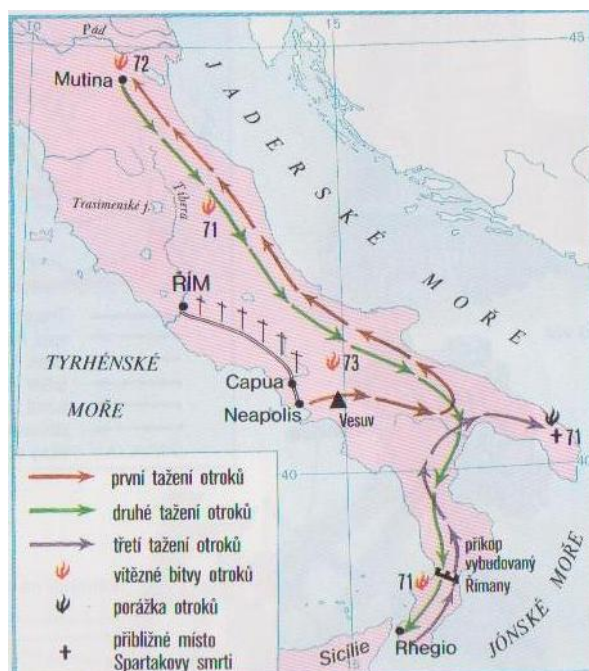 10
15
Pád
45
72
Mutina
JADERSKÉ MOŘE
Trasimenské j.
Tibera
71
ŘÍM
TYRHÉNSKÉ
MOŘE
73
Capua
Neapolis
Vesuv
71
40
40
první tažení otroků
druhé tažení otroků
třetí tažení otroků
vítězné bitvy otroků
porážka otroků
přibližné místo
Spartakovy smrti
příkop
vybudovaný
Římany
71
JÓNSKÉ MOŘE
Sicílie
Rhegio
15